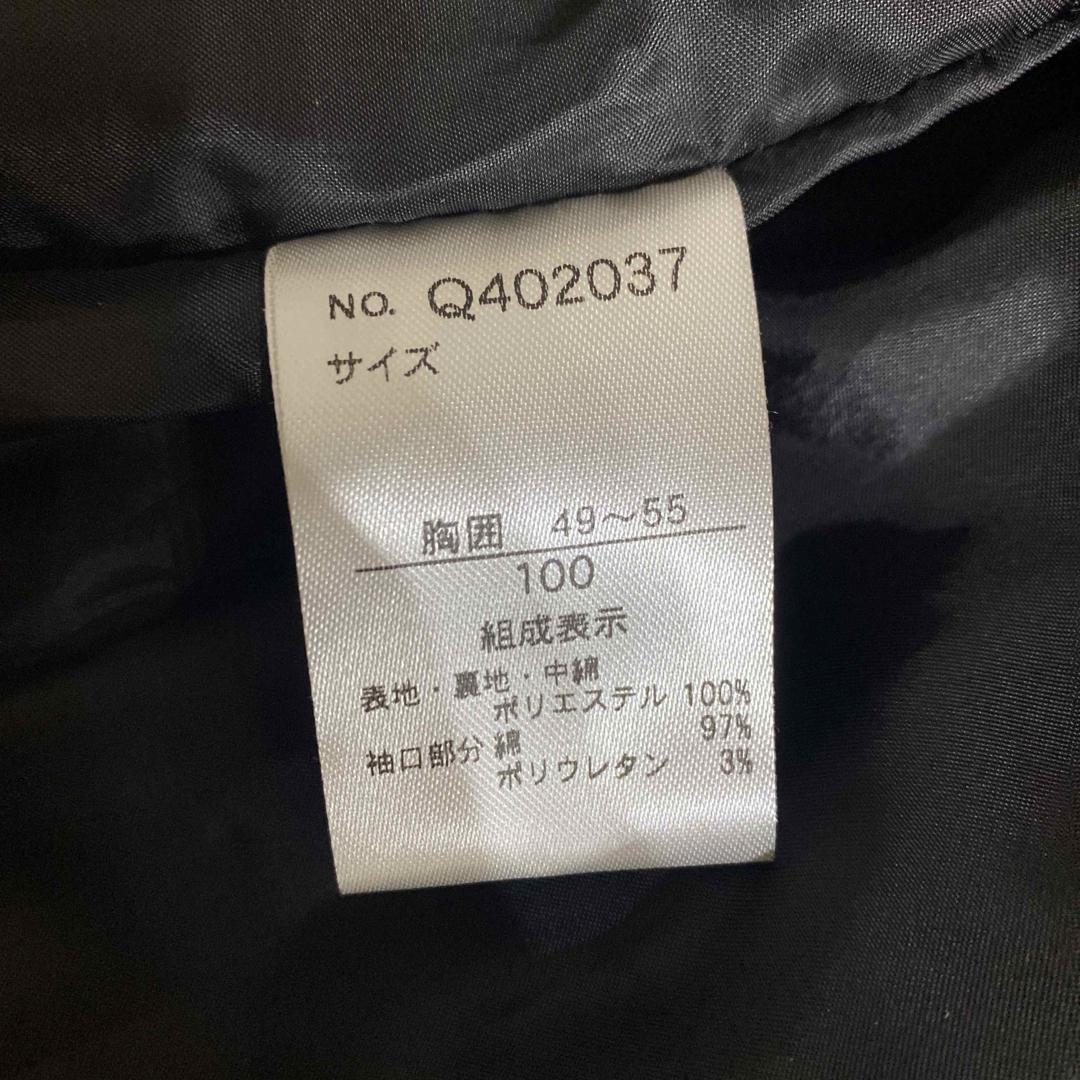 NO. Q402037
サイズ
胸囲 49～55
100
組成表示
表地・裏地・中綿
ポリエステル 100%
袖口部分 綿 97%
ポリウレタン 3%